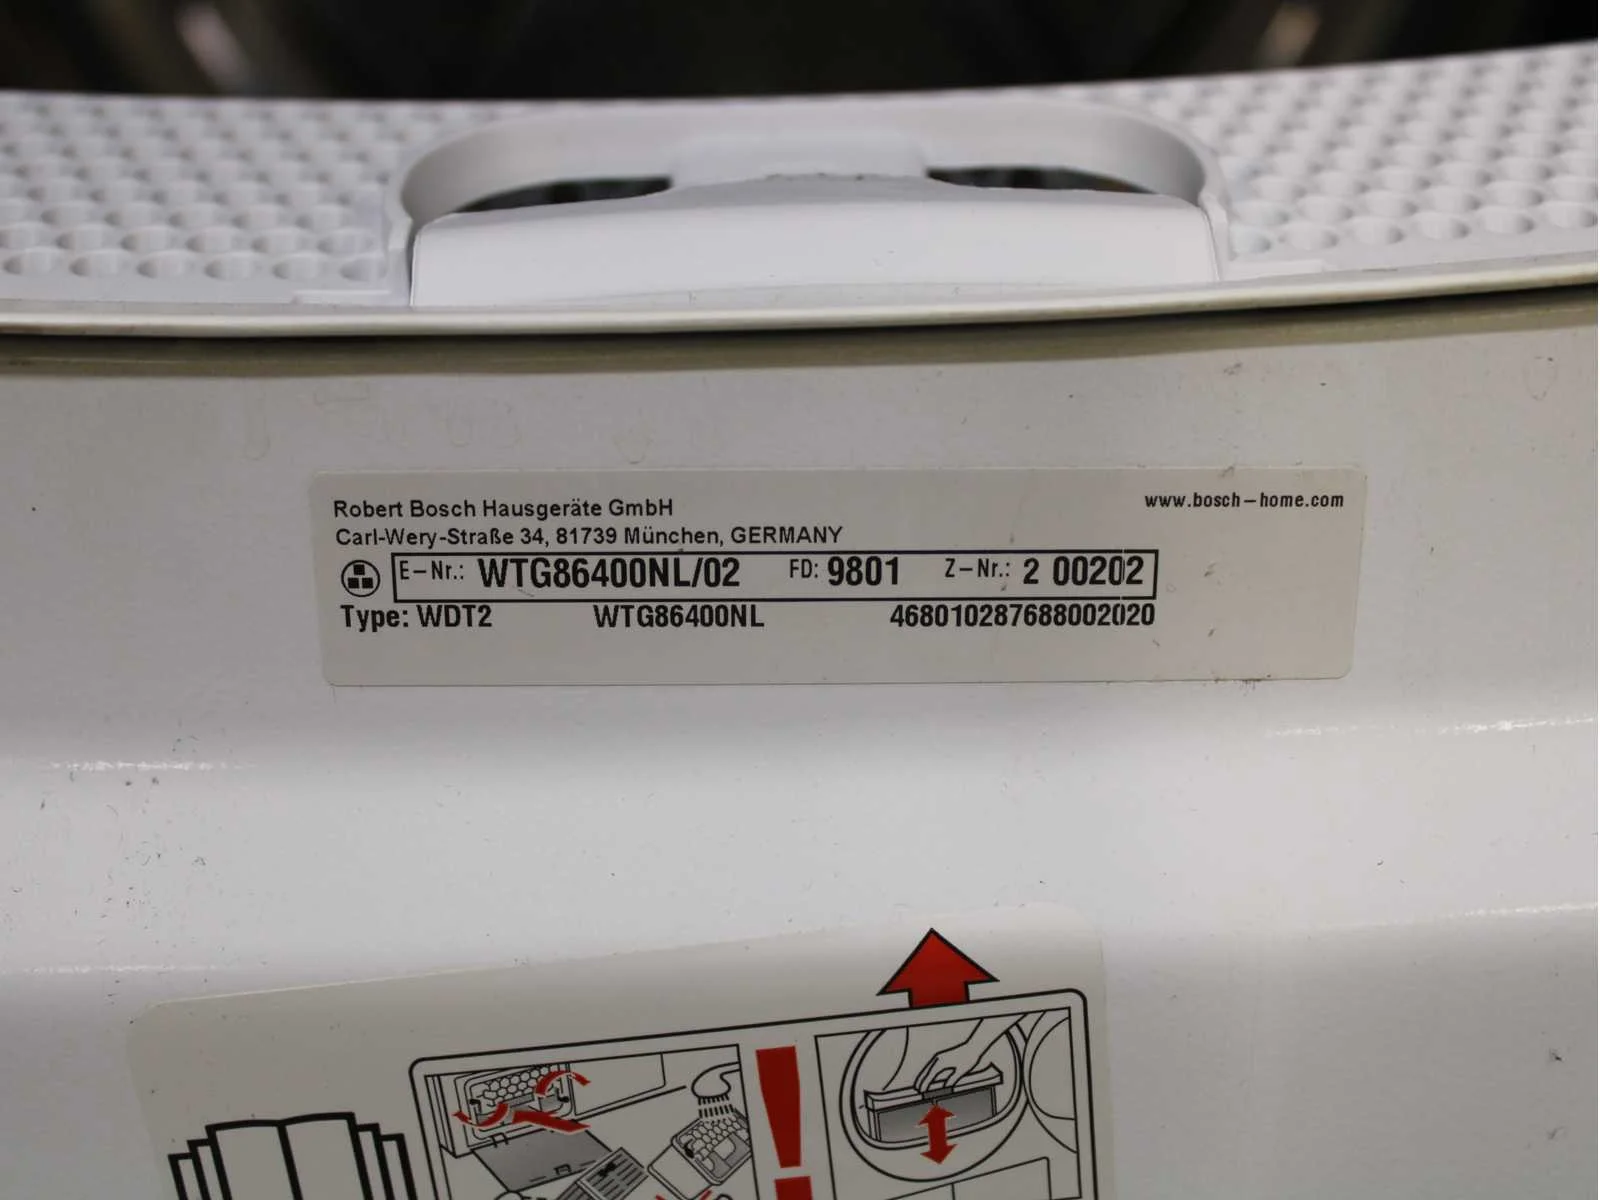 Robert Bosch Hausgeräte GmbH
www.bosch-home.com
Carl-Wery-Straße 34, 81739 München, GERMANY
E-Nr.: WTG86400NL/02 FD: 9801 Z-Nr.: 2 00202
Type: WDT2 WTG86400NL 468010287688002020